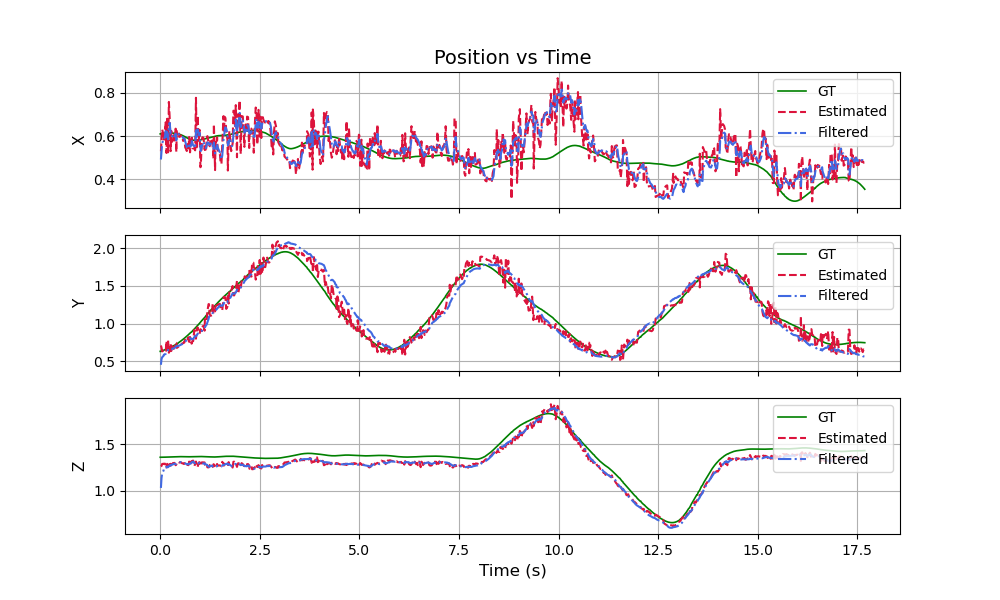 Position vs Time
X
0.8
0.6
0.4
GT
Estimated
Filtered
Y
2.0
1.5
1.0
0.5
GT
Estimated
Filtered
Z
1.5
1.0
GT
Estimated
Filtered
0.0 2.5 5.0 7.5 10.0 12.5 15.0 17.5
Time (s)